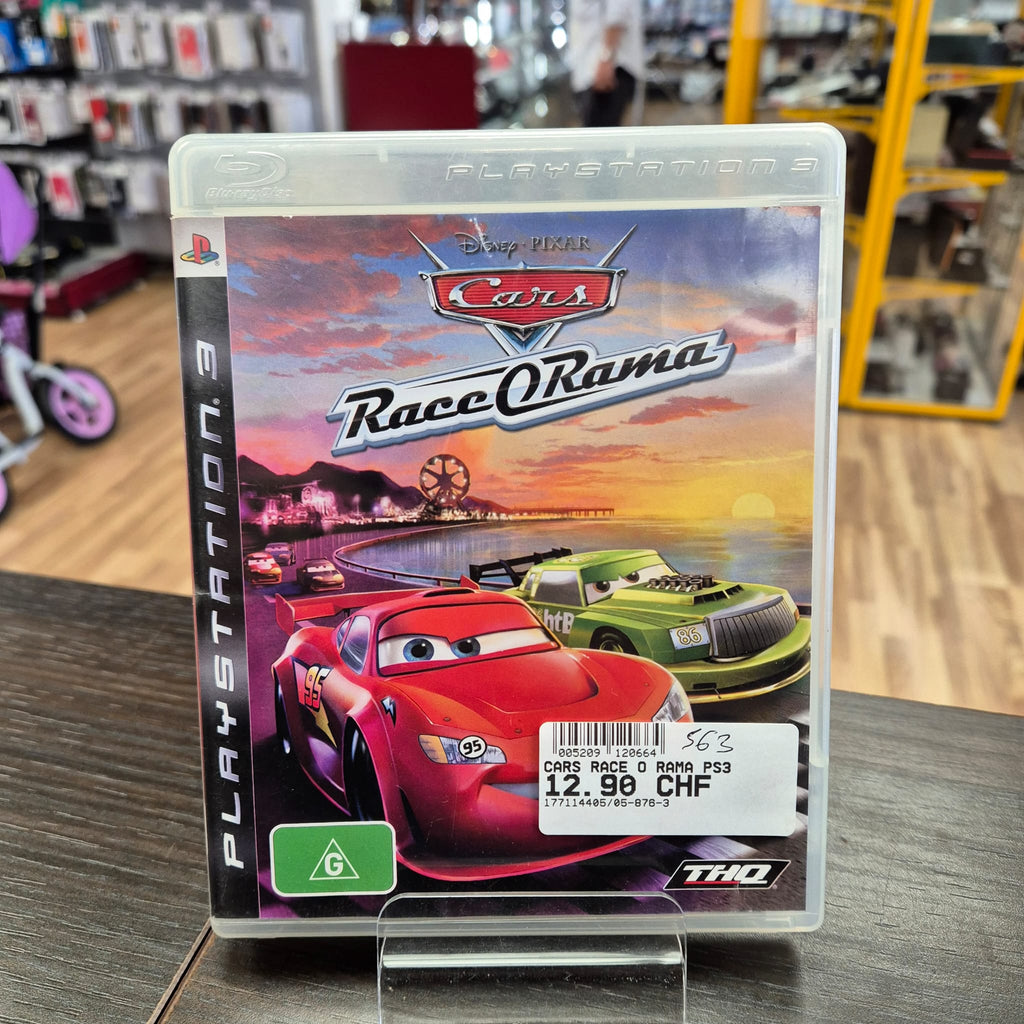 Blu-ray Disc
PLAYSTATION 3
PLAYSTATION 3
Disney · PIXAR
Cars
Race O Rama
htB
86
95
95
005209 120664 563
CARS RACE O RAMA PS3
12.90 CHF
177114405/05-876-3
G
THQ